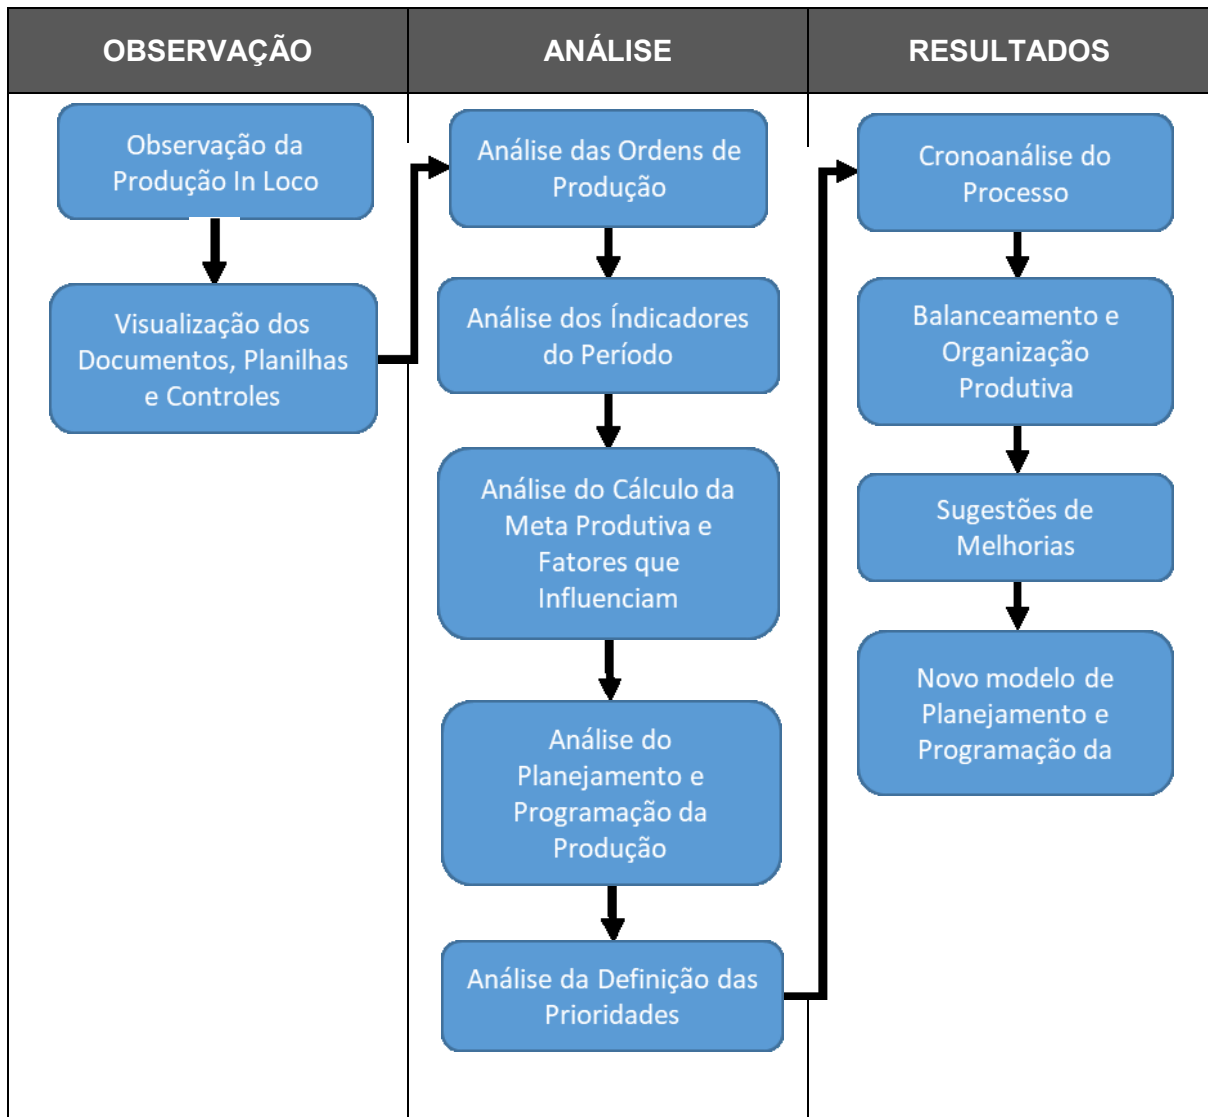 OBSERVAÇÃO
ANÁLISE
RESULTADOS
Observação da
Produção In Loco
Visualização dos
Documentos, Planilhas
e Controles
Análise das Ordens de
Produção
Análise dos Índicadores
do Período
Análise do Cálculo da
Meta Produtiva e
Fatores que
Influenciam
Análise do
Planejamento e
Programação da
Produção
Análise da Definição das
Prioridades
Cronoanálise do
Processo
Balanceamento e
Organização
Produtiva
Sugestões de
Melhorias
Novo modelo de
Planejamento e
Programação da